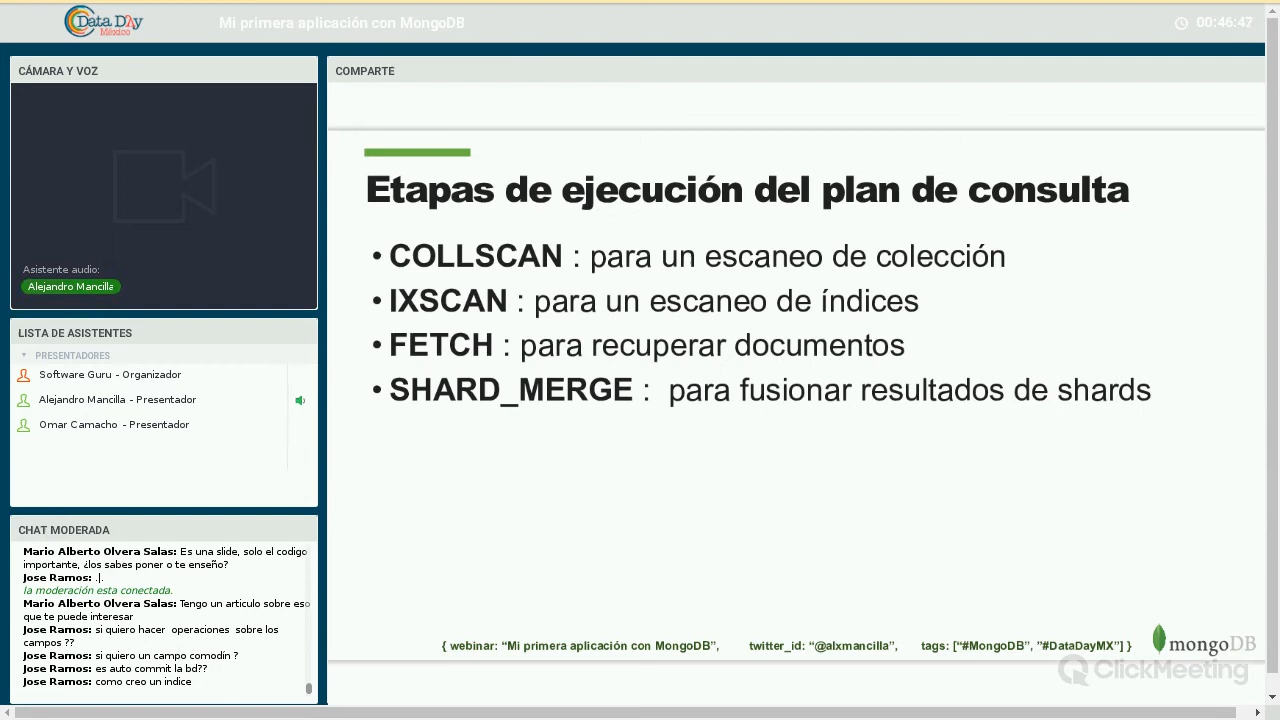 Data Day
México
Mi primera aplicación con MongoDB
00:46:47
CÁMARA Y VOZ
Asistente audio:
Alejandro Mancilla
LISTA DE ASISTENTES
PRESENTADORES
Software Guru - Organizador
Alejandro Mancilla - Presentador
Omar Camacho - Presentador
CHAT MODERADA
Mario Alberto Olvera Salas: Es una slide, solo el codigo
importante, ¿los sabes poner o te enseño?
Jose Ramos: .|.
la moderación esta conectada.
Mario Alberto Olvera Salas: Tengo un articulo sobre eso
que te puede interesar
Jose Ramos: si quiero hacer operaciones sobre los
campos ??
Jose Ramos: si quiero un campo comodín ?
Jose Ramos: es auto commit la bd??
Jose Ramos: como creo un indice
COMPARTE
Etapas de ejecución del plan de consulta
• COLLSCAN : para un escaneo de colección
• IXSCAN : para un escaneo de índices
• FETCH : para recuperar documentos
• SHARD_MERGE : para fusionar resultados de shards
{ webinar: “Mi primera aplicación con MongoDB”, twitter_id: “@alxmancilla”, tags: [“#MongoDB”, ”#DataDayMX”] }
mongoDB
ClickMeeting